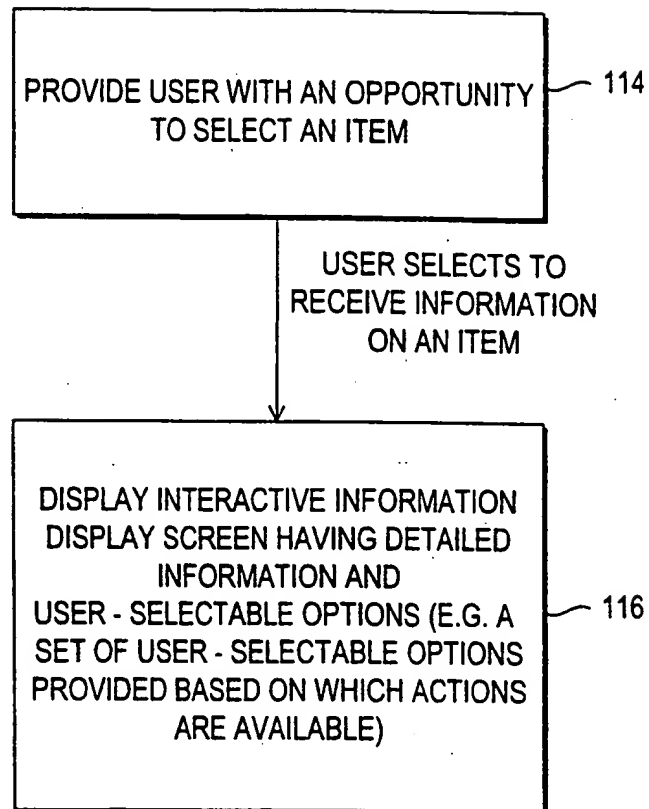 PROVIDE USER WITH AN OPPORTUNITY
TO SELECT AN ITEM
114
USER SELECTS TO
RECEIVE INFORMATION
ON AN ITEM
DISPLAY INTERACTIVE INFORMATION
DISPLAY SCREEN HAVING DETAILED
INFORMATION AND
USER - SELECTABLE OPTIONS (E.G. A
SET OF USER - SELECTABLE OPTIONS
PROVIDED BASED ON WHICH ACTIONS
ARE AVAILABLE)
116